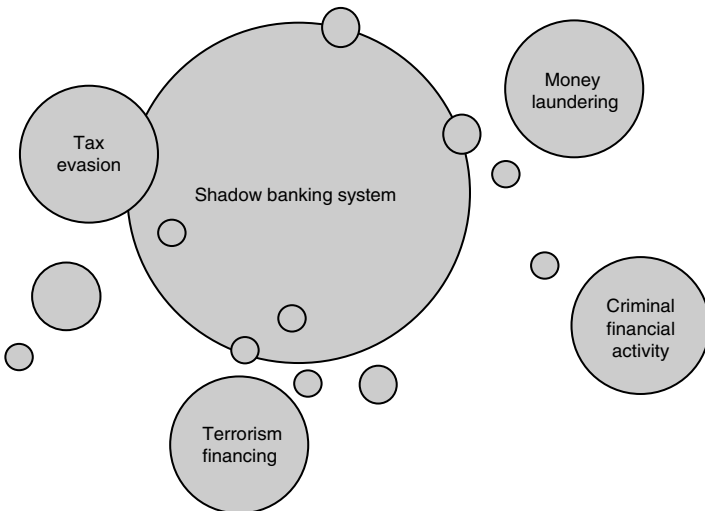 Money
laundering
Tax
evasion
Shadow banking system
Criminal
financial
activity
Terrorism
financing